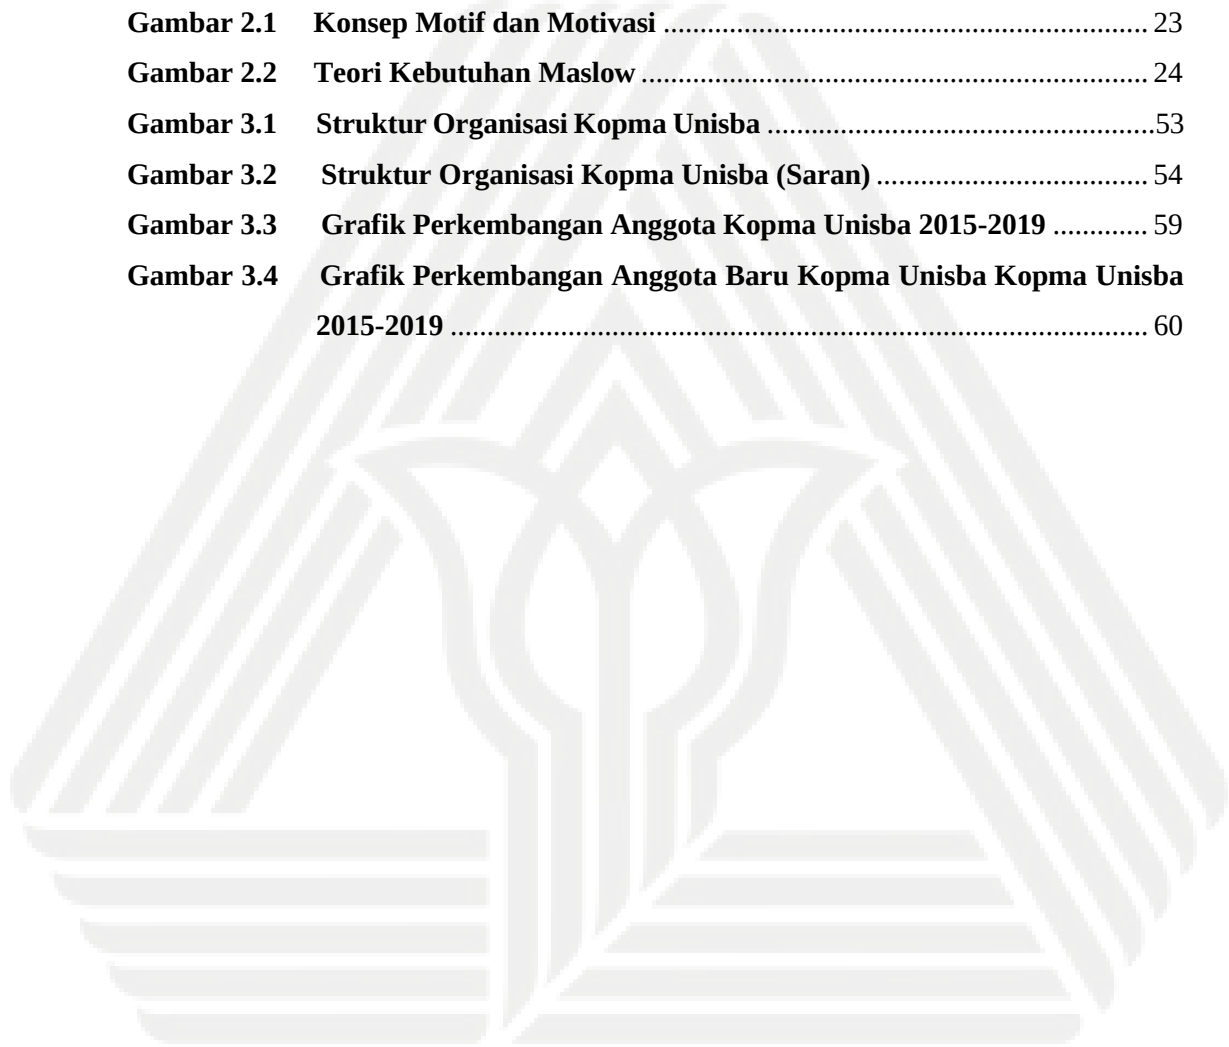 Gambar 2.1 Konsep Motif dan Motivasi ................................................................... 23
Gambar 2.2 Teori Kebutuhan Maslow ...................................................................... 24
Gambar 3.1 Struktur Organisasi Kopma Unisba .....................................................53
Gambar 3.2 Struktur Organisasi Kopma Unisba (Saran) ...................................... 54
Gambar 3.3 Grafik Perkembangan Anggota Kopma Unisba 2015-2019 ............. 59
Gambar 3.4 Grafik Perkembangan Anggota Baru Kopma Unisba Kopma Unisba
2015-2019 ................................................................................................ 60